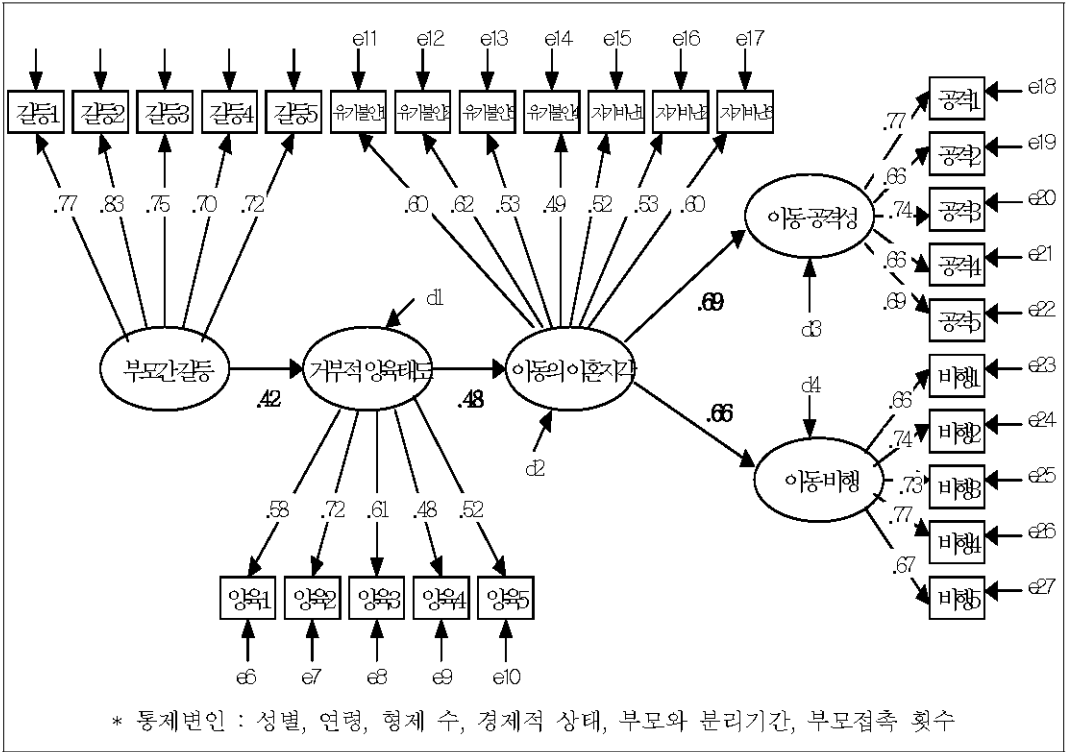 e11 e12 e13 e14 e15 e16 e17
갈등1 갈등2 갈등3 갈등4 갈등5 유기불안1 유기불안2 유기불안3 유기불안4 자기비난1 자기비난2 자기비난3
.77 .83 .75 .70 .72
.60 .62 .53 .49 .52 .53 .60
공격1 e18
공격2 e19
공격3 e20
공격4 e21
공격5 e22
.77
.66
.74
.66
.69
아동공격성
d3
.69
d1
부모간갈등
.42
거부적 양육태도
.48
아동의 이혼지각
d2
.66
d4
아동비행
.66
.74
.73
.77
.67
비행1 e23
비행2 e24
비행3 e25
비행4 e26
비행5 e27
.58 .72 .61 .48 .52
양육1 양육2 양육3 양육4 양육5
e6 e7 e8 e9 e10
* 통제변인 : 성별, 연령, 형제 수, 경제적 상태, 부모와 분리기간, 부모접촉 횟수